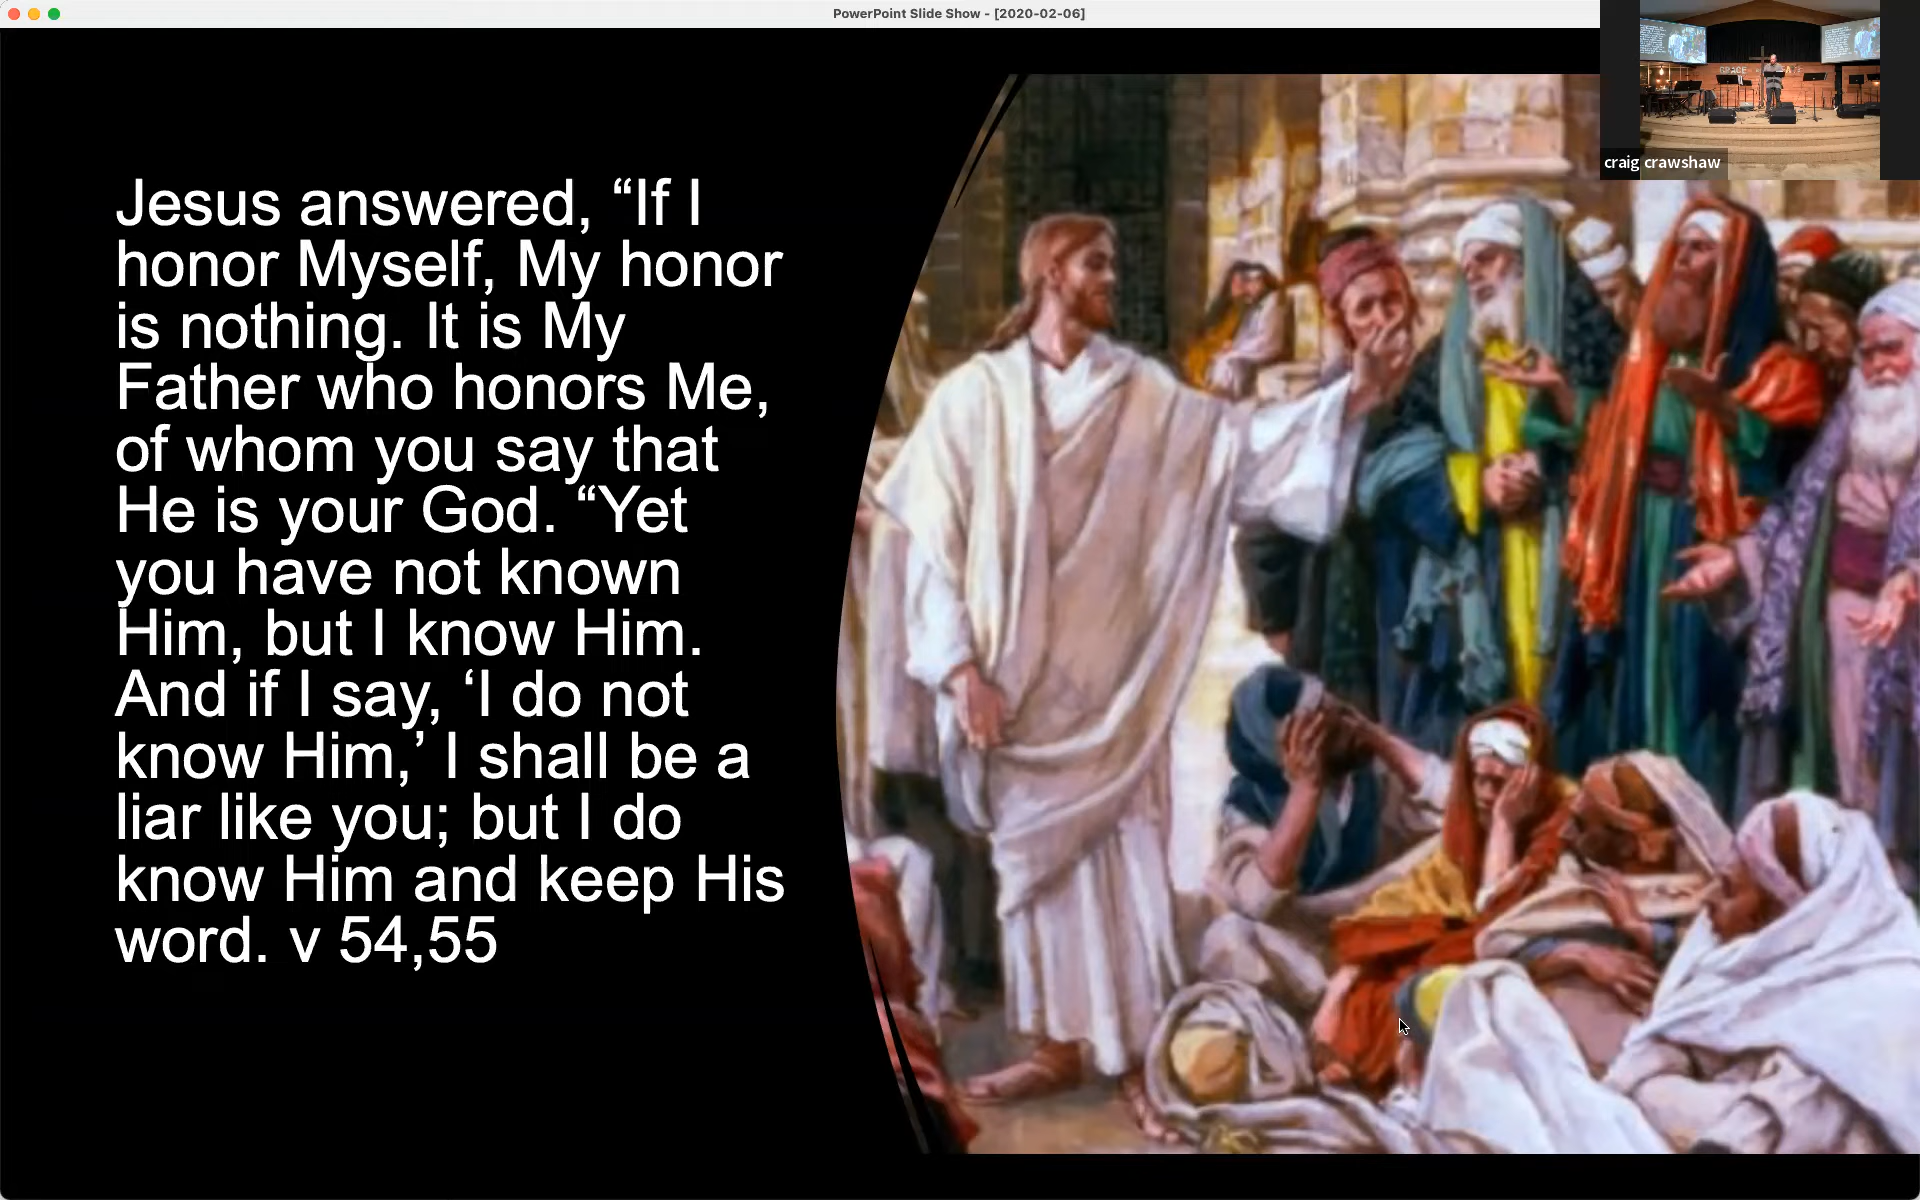 PowerPoint Slide Show - [2020-02-06]
Jesus answered, “If I
honor Myself, My honor
is nothing. It is My
Father who honors Me,
of whom you say that
He is your God. “Yet
you have not known
Him, but I know Him.
And if I say, ‘I do not
know Him,’ I shall be a
liar like you; but I do
know Him and keep His
word. v 54,55
GRACE
craig crawshaw